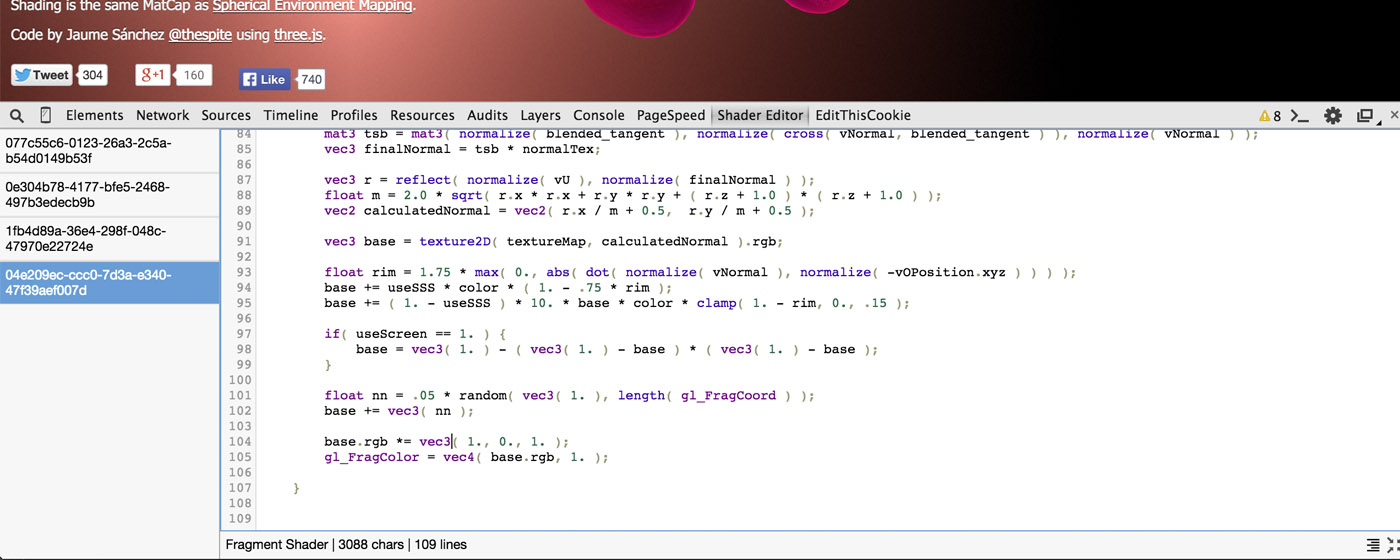 Shading is the same MatCap as Spherical Environment Mapping.
Code by Jaume Sánchez @thespite using three.js.
Tweet 304 g+1 160 Like 740
Elements Network Sources Timeline Profiles Resources Audits Layers Console PageSpeed Shader Editor EditThisCookie 8
077c55c6-0123-26a3-2c5a-
b54d0149b53f
0e304b78-4177-bfe5-2468-
497b3edecb9b
1fb4d89a-36e4-298f-048c-
47970e22724e
04e209ec-ccc0-7d3a-e340-
47f39aef007d
84 mat3 tsb = mat3( normalize( blended_tangent ), normalize( cross( vNormal, blended_tangent ) ), normalize( vNormal ) );
85 vec3 finalNormal = tsb * normalTex;
86
87 vec3 r = reflect( normalize( vU ), normalize( finalNormal ) );
88 float m = 2.0 * sqrt( r.x * r.x + r.y * r.y + ( r.z + 1.0 ) * ( r.z + 1.0 ) );
89 vec2 calculatedNormal = vec2( r.x / m + 0.5, r.y / m + 0.5 );
90
91 vec3 base = texture2D( textureMap, calculatedNormal ).rgb;
92
93 float rim = 1.75 * max( 0., abs( dot( normalize( vNormal ), normalize( -vOPosition.xyz ) ) ) );
94 base += useSSS * color * ( 1. - .75 * rim );
95 base += ( 1. - useSSS ) * 10. * base * color * clamp( 1. - rim, 0., .15 );
96
97 if( useScreen == 1. ) {
98 base = vec3( 1. ) - ( vec3( 1. ) - base ) * ( vec3( 1. ) - base );
99 }
100
101 float nn = .05 * random( vec3( 1. ), length( gl_FragCoord ) );
102 base += vec3( nn );
103
104 base.rgb *= vec3( 1., 0., 1. );
105 gl_FragColor = vec4( base.rgb, 1. );
106
107 }
108
109
Fragment Shader | 3088 chars | 109 lines